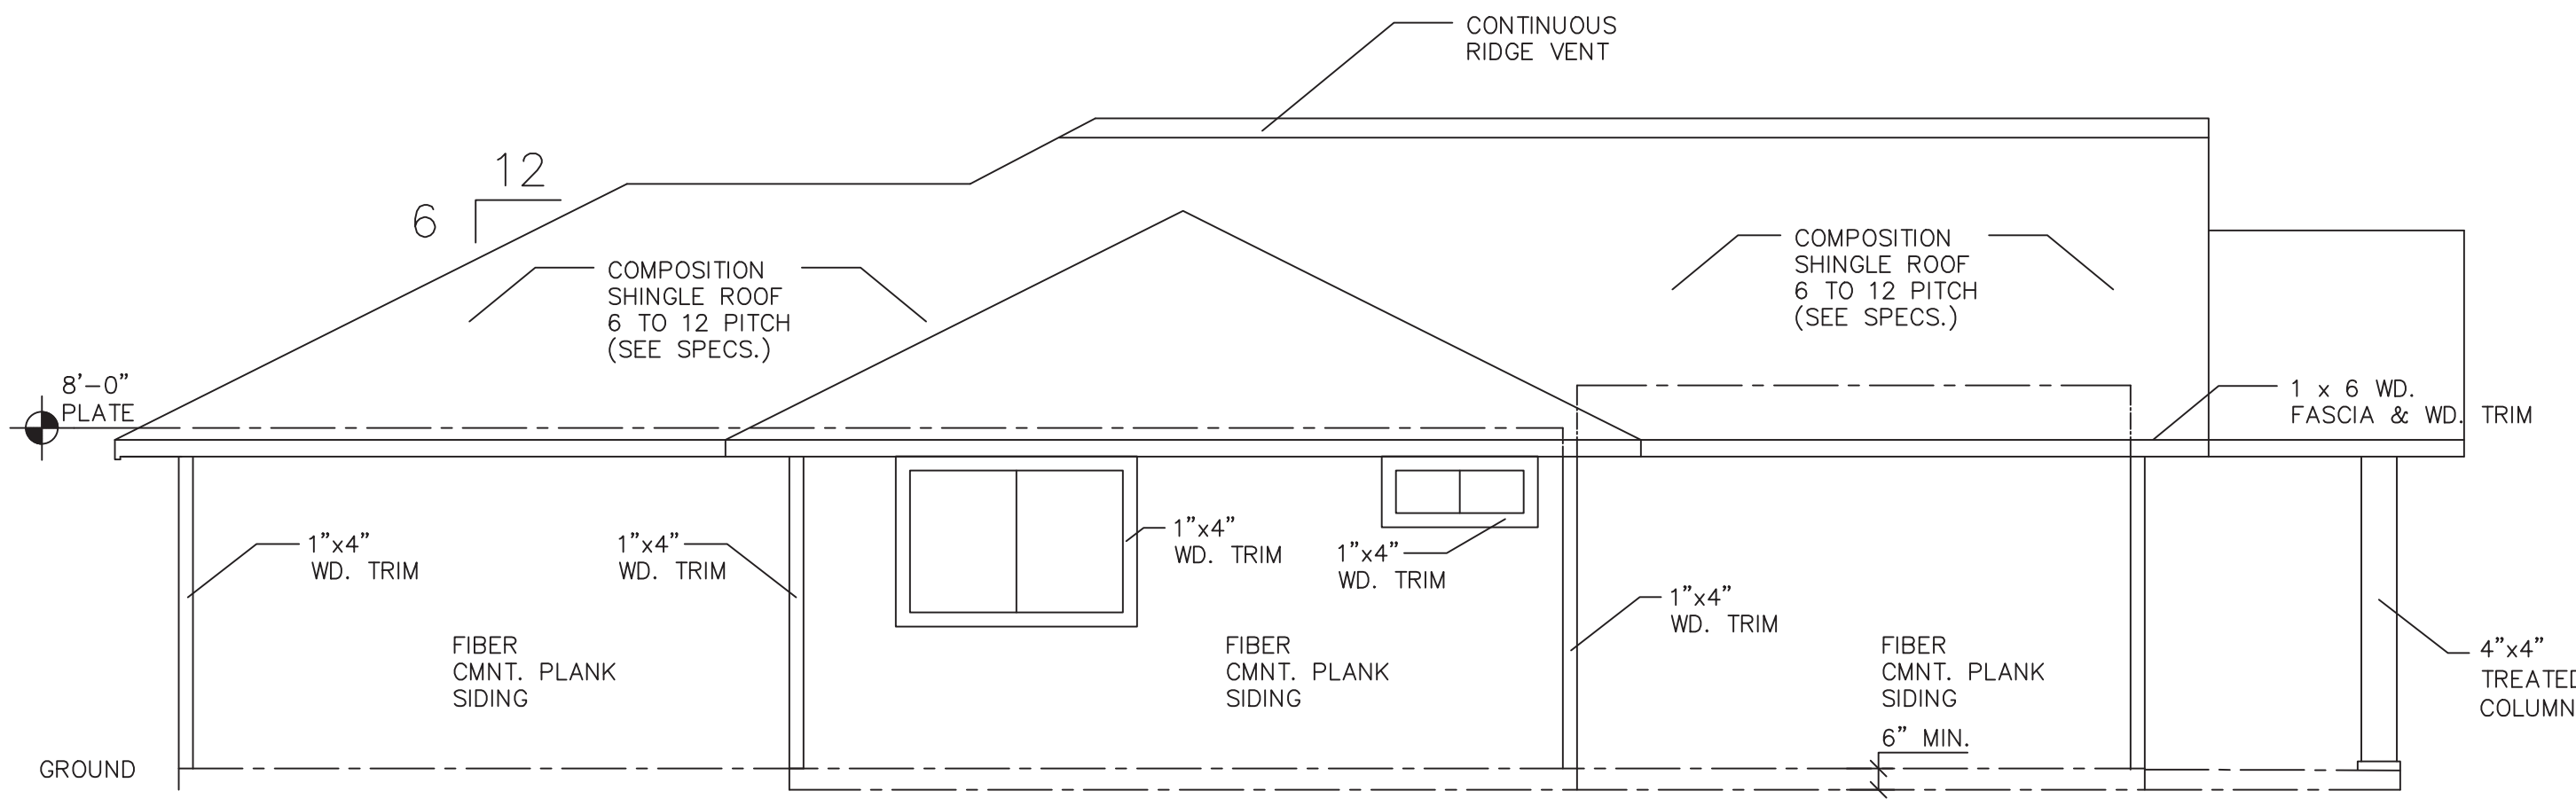 CONTINUOUS
RIDGE VENT
12
6
COMPOSITION
SHINGLE ROOF
6 TO 12 PITCH
(SEE SPECS.)
COMPOSITION
SHINGLE ROOF
6 TO 12 PITCH
(SEE SPECS.)
8'-0"
PLATE
1 x 6 WD.
FASCIA & WD. TRIM
1"x4"
WD. TRIM
1"x4"
WD. TRIM
1"x4"
WD. TRIM
1"x4"
WD. TRIM
1"x4"
WD. TRIM
FIBER
CMNT. PLANK
SIDING
FIBER
CMNT. PLANK
SIDING
FIBER
CMNT. PLANK
SIDING
4"x4"
TREATED
COLUMN
6" MIN.
GROUND